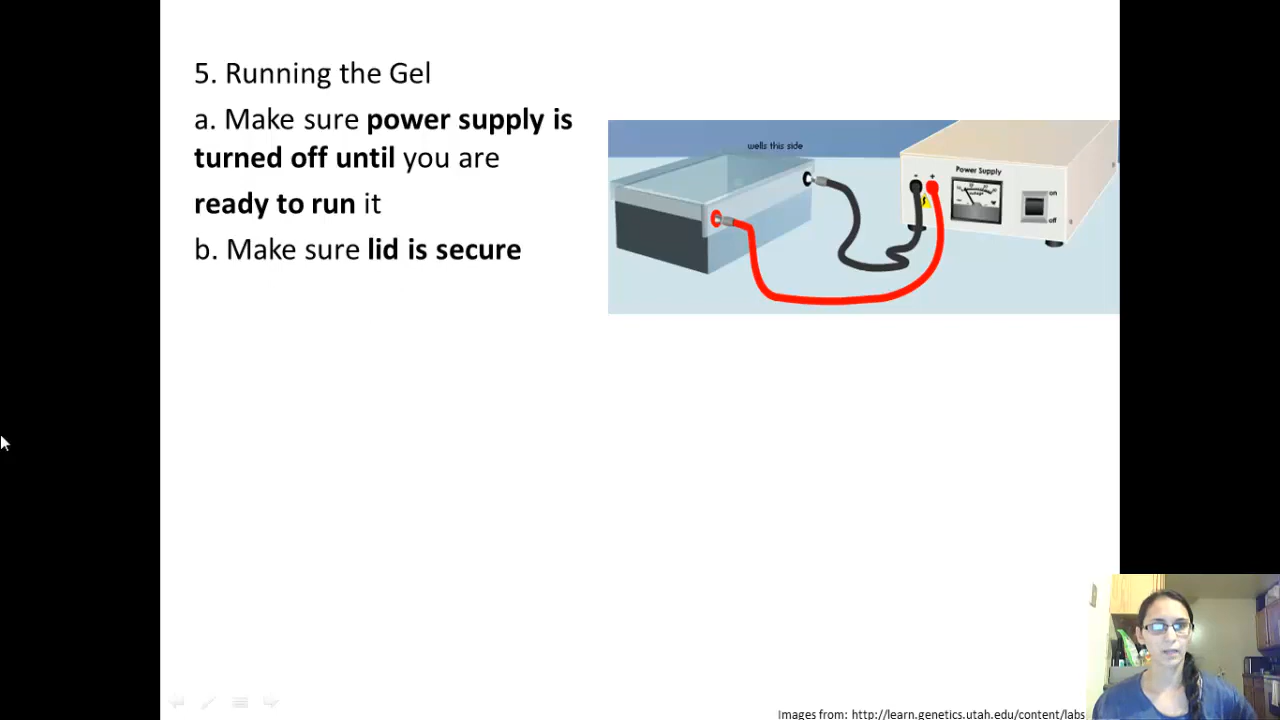 5. Running the Gel
a. Make sure power supply is
turned off until you are
ready to run it
b. Make sure lid is secure
wells this side
Power Supply
- +
on
off
Images from: http://learn.genetics.utah.edu/content/labs